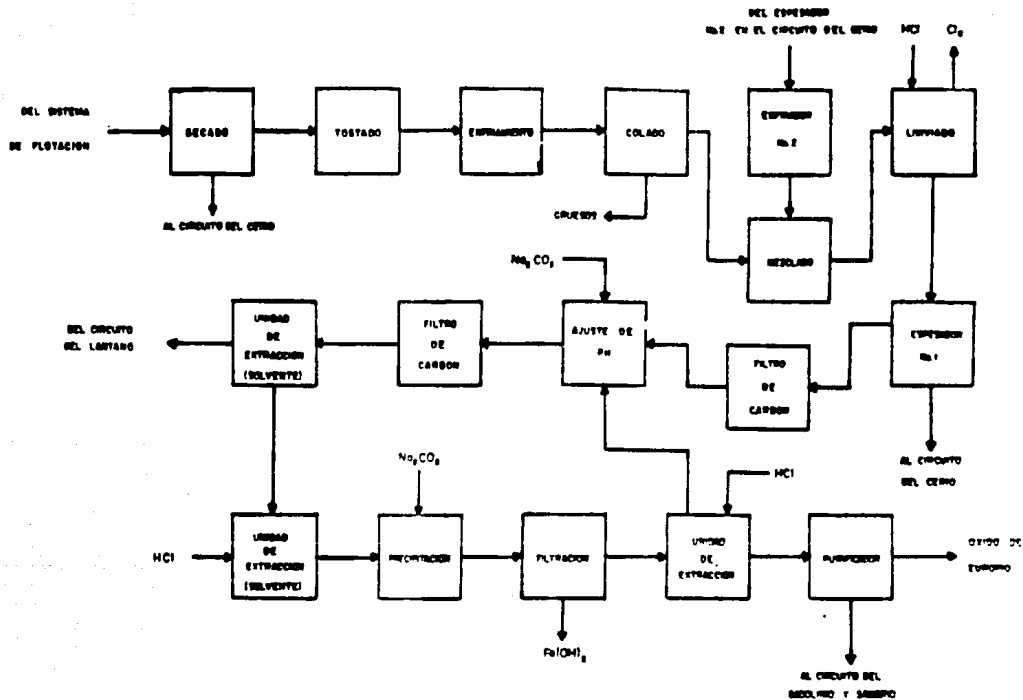 DEL ESPESADOR
No.2 EN EL CIRCUITO DEL CERIO
HCl
Cl₂
DEL SISTEMA
DE FLOTACION
SECADO
TOSTADO
ENFRIAMIENTO
COLADO
ESPESADOR
No.2
LIXIVIADO
AL CIRCUITO DEL CERIO
GRUESOS
MEZCLADO
Na₂CO₃
DEL CIRCUITO
DEL LANTANO
UNIDAD
DE
EXTRACCION
(SOLVENTE)
FILTRO
DE
CARBON
AJUSTE DE
PH
FILTRO
DE
CARBON
ESPESADOR
No.1
AL CIRCUITO
DEL CERIO
Na₂CO₃
HCl
HCl
UNIDAD
DE
EXTRACCION
(SOLVENTE)
PRECIPITACION
FILTRACION
UNIDAD
DE
EXTRACCION
PURIFICADOR
OXIDO DE
EUROPIO
Fe(OH)₃
AL CIRCUITO DEL
GADOLINIO Y SAMARIO